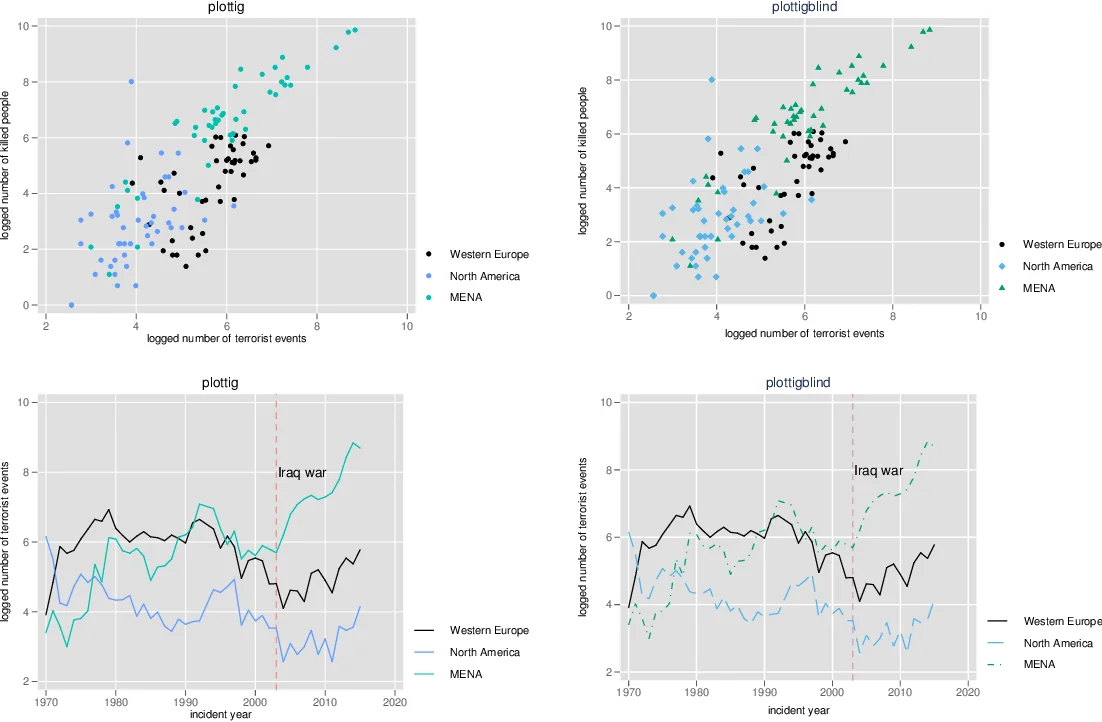 plottig
10
8
6
4
2
0
logged number of killed people
2 4 6 8 10
logged number of terrorist events
Western Europe
North America
MENA
plottigblind
10
8
6
4
2
0
logged number of killed people
2 4 6 8 10
logged number of terrorist events
Western Europe
North America
MENA
plottig
10
8
6
4
2
logged number of terrorist events
Iraq war
1970 1980 1990 2000 2010 2020
incident year
Western Europe
North America
MENA
plottigblind
10
8
6
4
2
logged number of terrorist events
Iraq war
1970 1980 1990 2000 2010 2020
incident year
Western Europe
North America
MENA